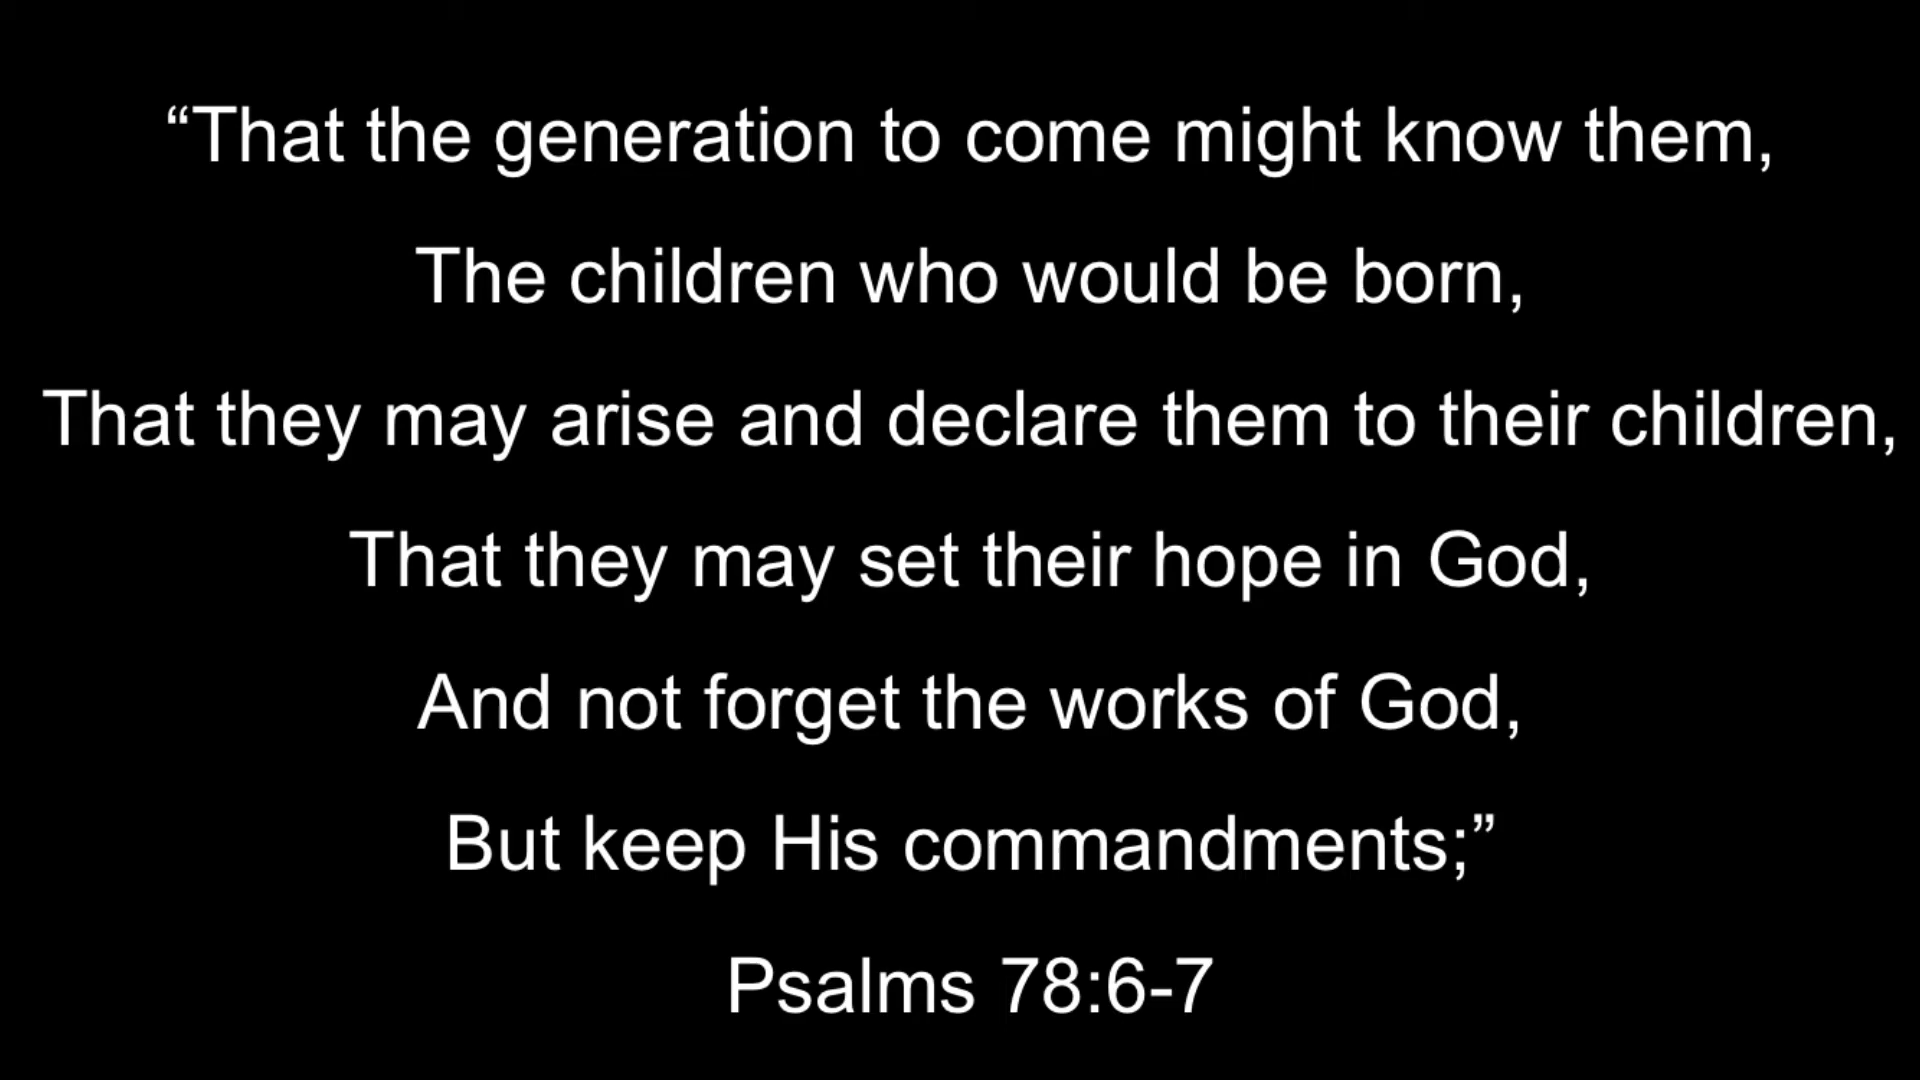 “That the generation to come might know them,
The children who would be born,
That they may arise and declare them to their children,
That they may set their hope in God,
And not forget the works of God,
But keep His commandments;”
Psalms 78:6-7